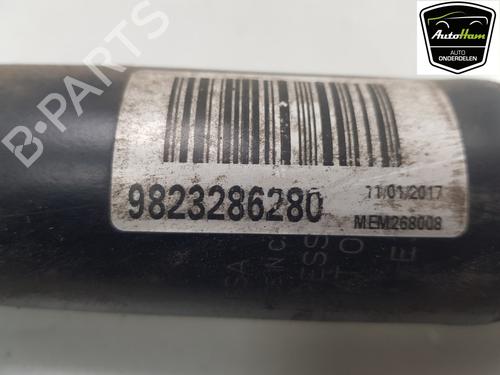 AutoHam
AUTO
ONDERDELEN
B-PARTS
9823286280
11/01/2017
MEM268008